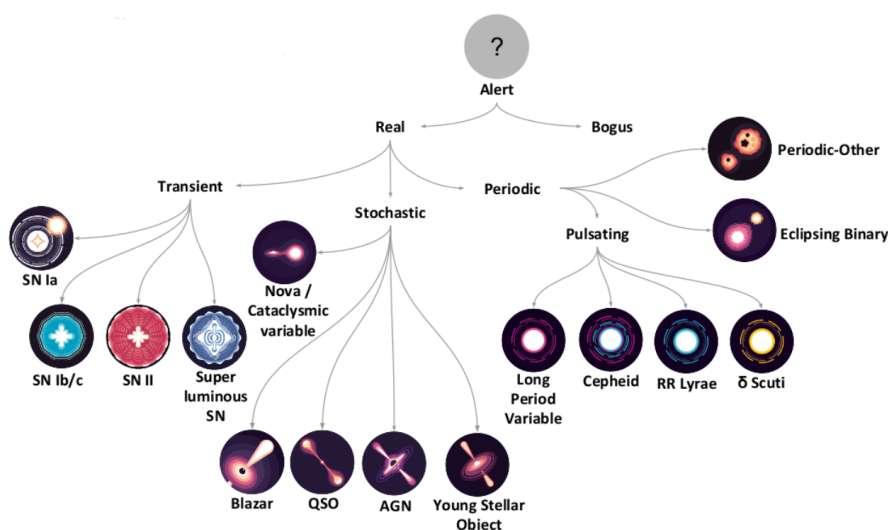 ?
Alert
Real
Bogus
Periodic-Other
Transient
Periodic
Stochastic
Pulsating
Eclipsing Binary
SN Ia
Nova /
Cataclysmic
variable
SN Ib/c
SN II
Super
luminous
SN
Long
Period
Variable
Cepheid
RR Lyrae
δ Scuti
Blazar
QSO
AGN
Young Stellar
Object